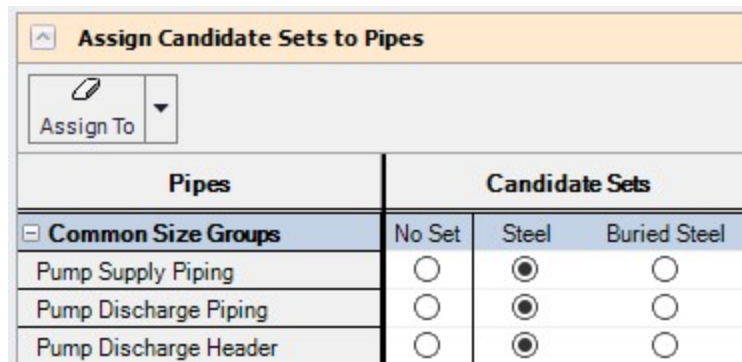 Assign Candidate Sets to Pipes
Assign To
Pipes Candidate Sets
Common Size Groups No Set Steel Buried Steel
Pump Supply Piping
Pump Discharge Piping
Pump Discharge Header